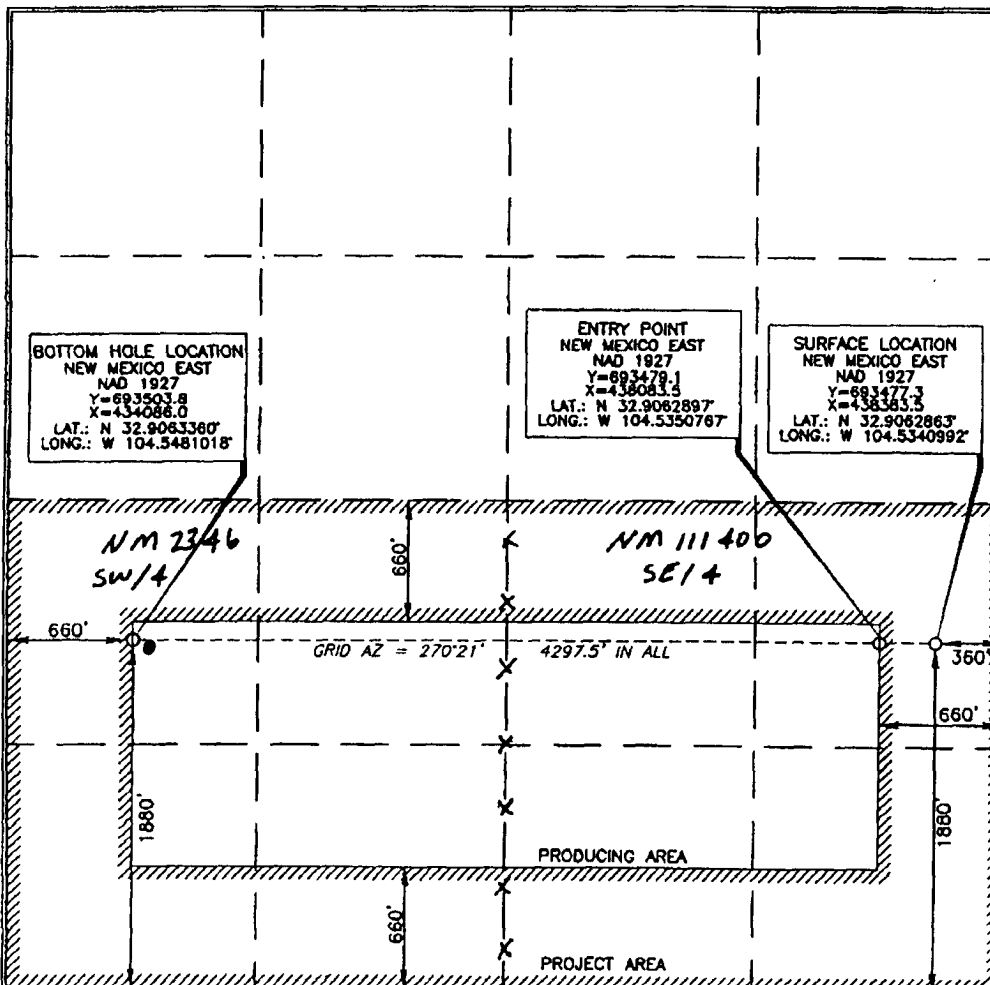 BOTTOM HOLE LOCATION
NEW MEXICO EAST
NAD 1927
Y=693503.8
X=434086.0
LAT.: N 32.9063360°
LONG.: W 104.5481018°
ENTRY POINT
NEW MEXICO EAST
NAD 1927
Y=693479.1
X=438083.5
LAT.: N 32.9062897°
LONG.: W 104.5350767°
SURFACE LOCATION
NEW MEXICO EAST
NAD 1927
Y=693477.3
X=438383.5
LAT.: N 32.9062863°
LONG.: W 104.5340992°
NM 2346
SW/4
660'
NM 111400
SE/4
660'
GRID AZ = 270°21' 4297.5' IN ALL
360'
660'
1880'
1880'
PRODUCING AREA
660'
PROJECT AREA